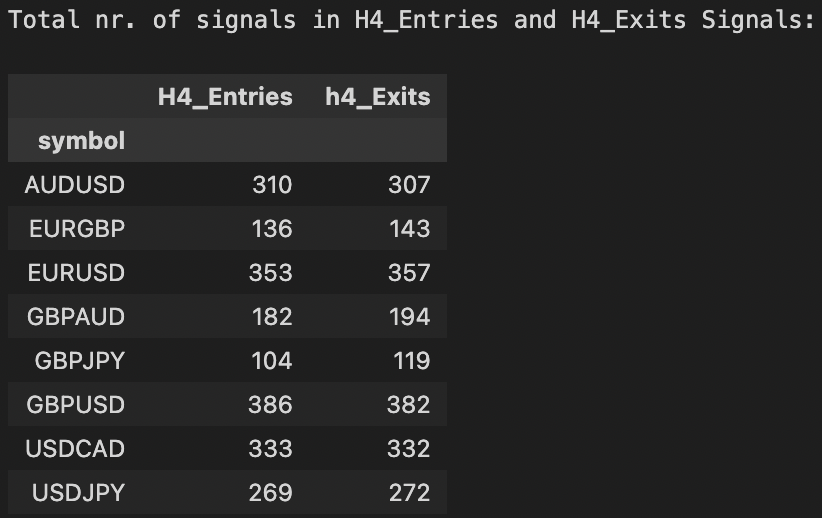 Total nr. of signals in H4_Entries and H4_Exits Signals:
H4_Entries h4_Exits
symbol
AUDUSD 310 307
EURGBP 136 143
EURUSD 353 357
GBPAUD 182 194
GBPJPY 104 119
GBPUSD 386 382
USDCAD 333 332
USDJPY 269 272